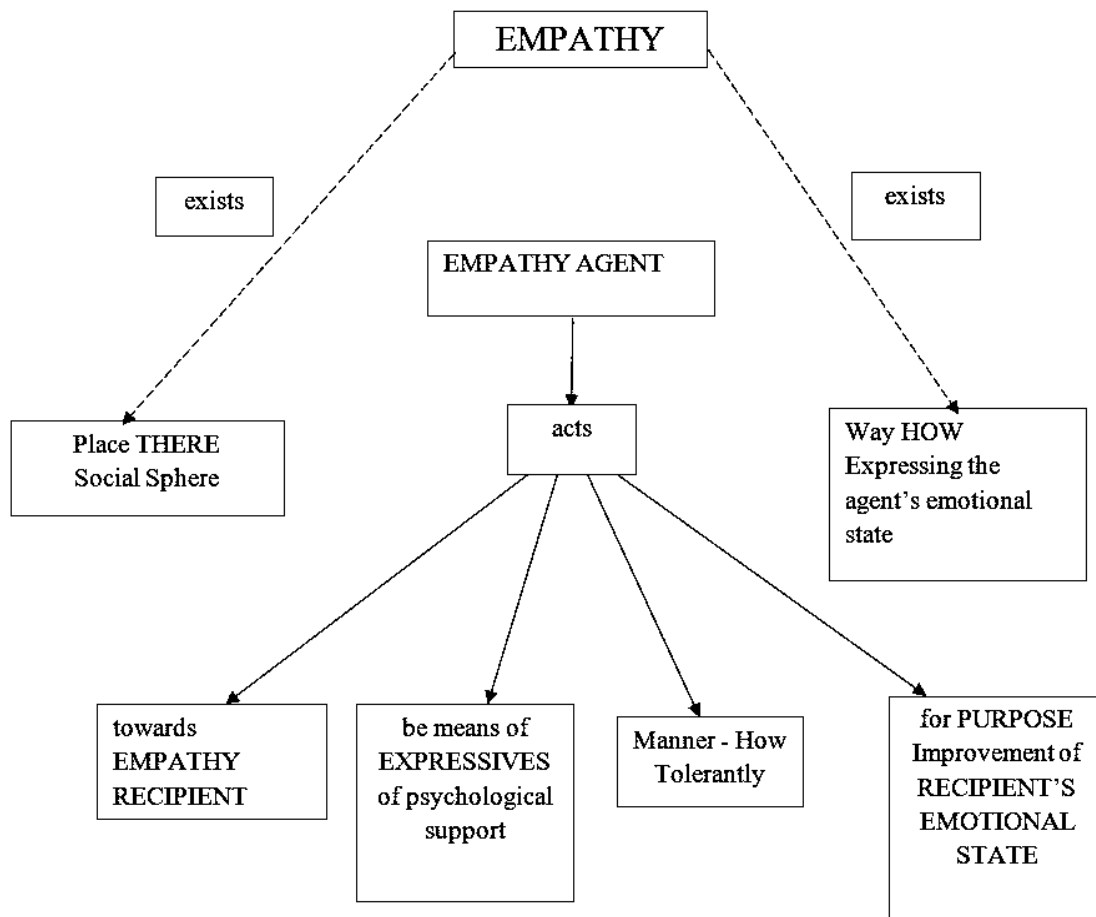 EMPATHY
exists
exists
EMPATHY AGENT
Place THERE
Social Sphere
acts
Way HOW
Expressing the
agent's emotional
state
towards
EMPATHY
RECIPIENT
be means of
EXPRESSIVES
of psychological
support
Manner - How
Tolerantly
for PURPOSE
Improvement of
RECIPIENT'S
EMOTIONAL
STATE